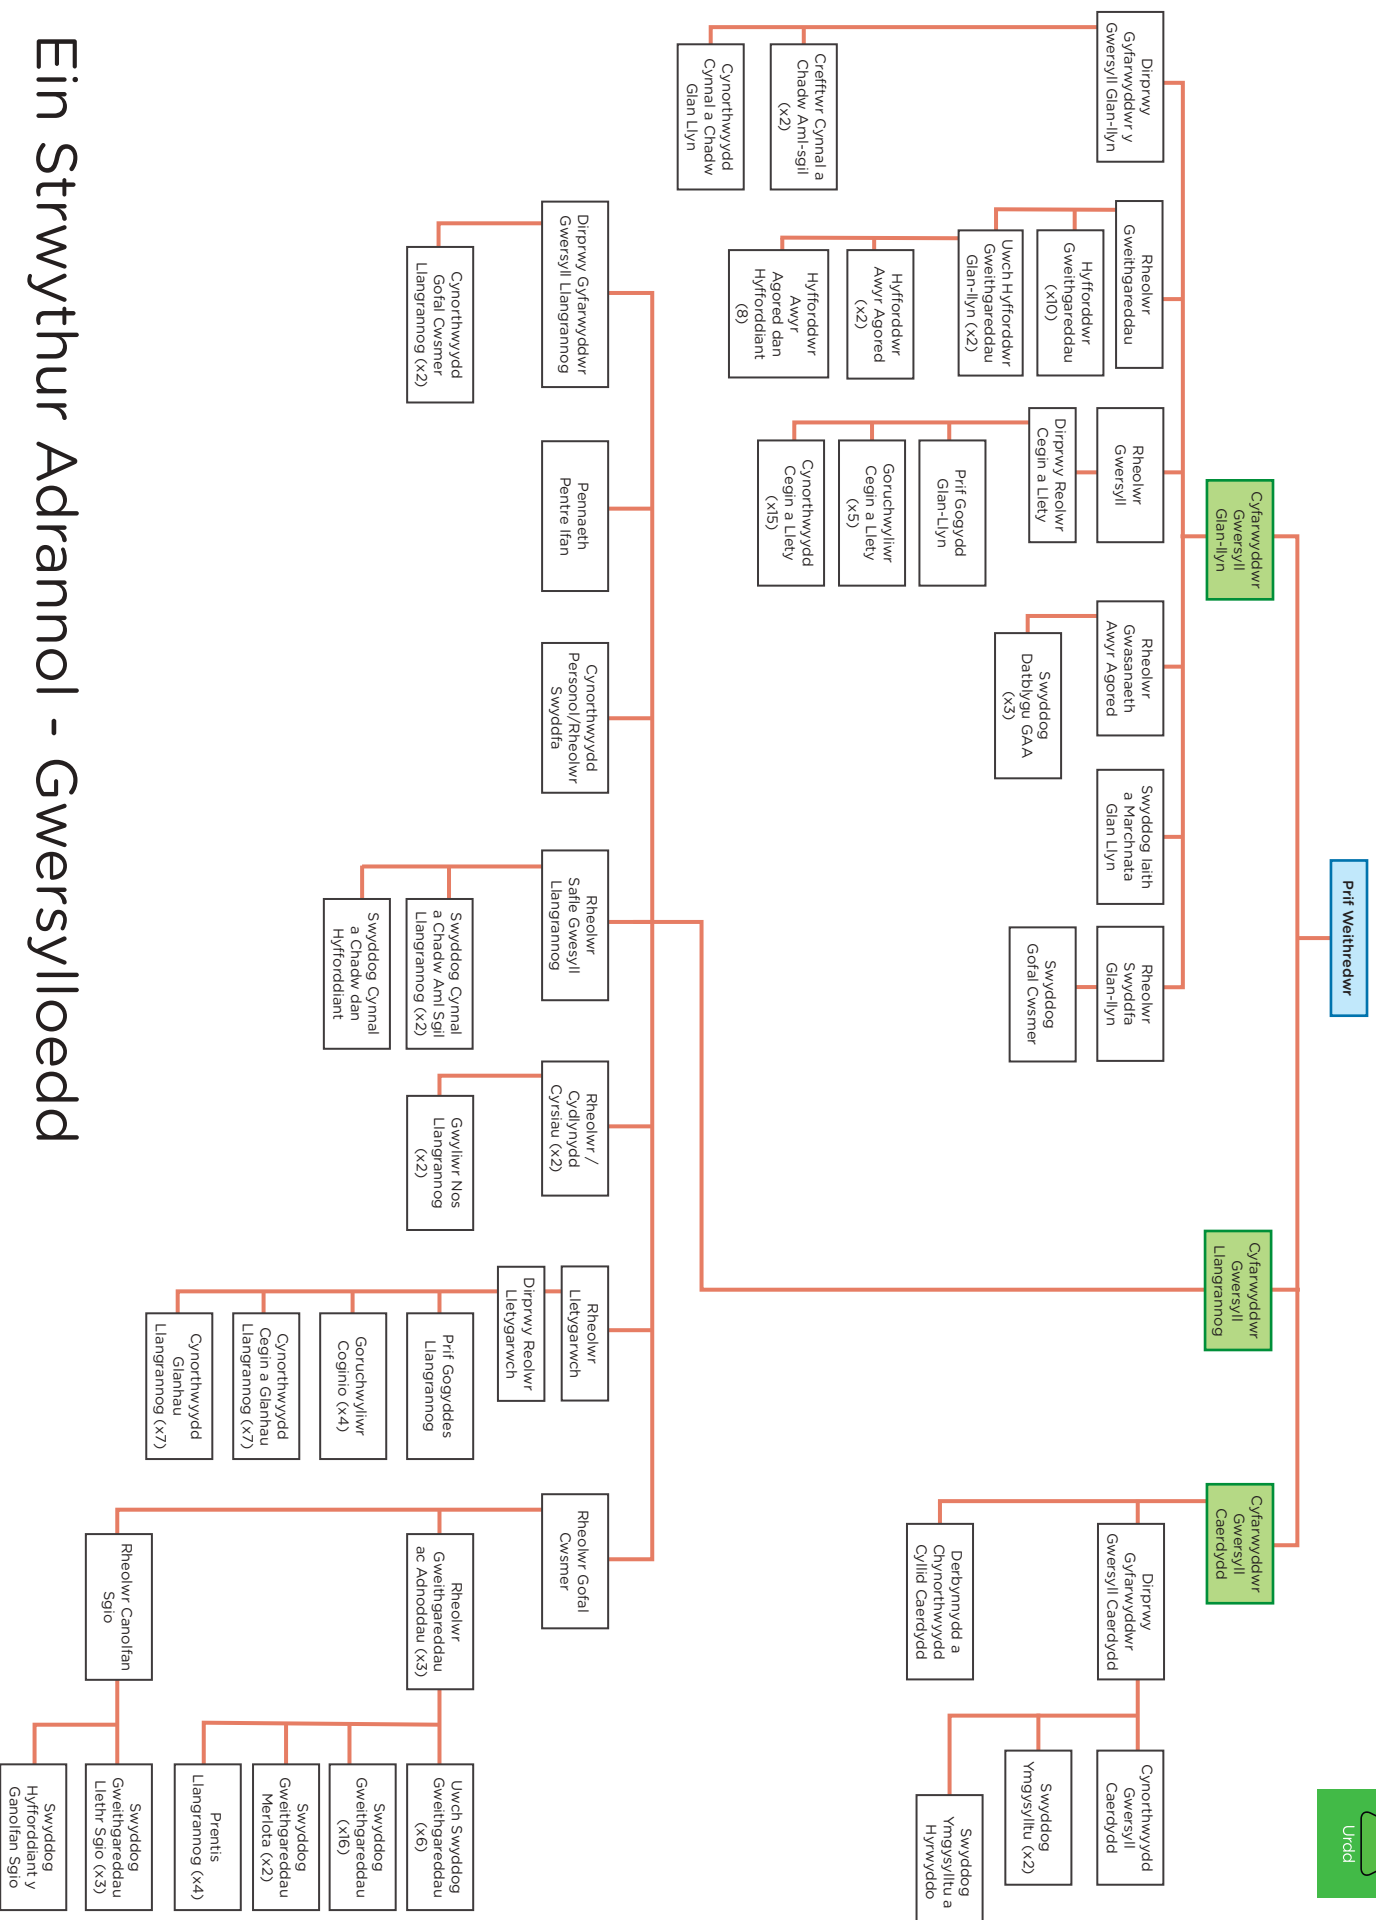 Ein Strwythur Adrannol - Gwersylloedd
Urdd
Prif Weithredwr
Cyfarwyddwr
Gwersyll
Glan-llyn
Cyfarwyddwr
Gwersyll
Llangrannog
Cyfarwyddwr
Gwersyll
Caerdydd
Dirprwy
Gyfarwyddwr y
Gwersyll Glan-llyn
Crefftwr Cynnal a
Chadw Aml-sgil
(x2)
Cynorthwyydd
Cynnal a Chadw
Glan Llyn
Rheolwr
Gweithgareddau
Hyfforddwr
Gweithgareddau
(x10)
Uwch Hyfforddwr
Gweithgareddau
Glan-llyn (x2)
Hyfforddwr
Awyr Agored
(x2)
Hyfforddwr
Awyr
Agored dan
Hyfforddiant
(8)
Rheolwr
Gwersyll
Dirprwy Reolwr
Cegin a Llety
Prif Gogydd
Glan-Llyn
Goruchwyliwr
Cegin a Llety
(x5)
Cynorthwyydd
Cegin a Llety
(x15)
Rheolwr
Gwasanaeth
Awyr Agored
Swyddog
Datblygu GAA
(x3)
Swyddog Iaith
a Marchnata
Glan Llyn
Rheolwr
Swyddfa
Glan-llyn
Swyddog
Gofal Cwsmer
Dirprwy
Gyfarwyddwr
Gwersyll Caerdydd
Derbynnydd a
Chynorthwyydd
Cyllid Caerdydd
Cynorthwyydd
Gwersyll
Caerdydd
Swyddog
Ymgysylltu (x2)
Swyddog
Ymgysylltu a
Hyrwyddo
Dirprwy Gyfarwyddwr
Gwersyll Llangrannog
Cynorthwyydd
Gofal Cwsmer
Llangrannog (x2)
Pennaeth
Pentre Ifan
Cynorthwyydd
Personol/Rheolwr
Swyddfa
Rheolwr
Safle Gwesyll
Llangrannog
Swyddog Cynnal
a Chadw Aml Sgil
Llangrannog (x2)
Swyddog Cynnal
a Chadw dan
Hyfforddiant
Rheolwr /
Cydlynydd
Cyrsiau (x2)
Gwyliwr Nos
Llangrannog
(x2)
Rheolwr
Lletygarwch
Dirprwy Reolwr
Lletygarwch
Prif Gogyddes
Llangrannog
Goruchwyliwr
Coginio (x4)
Cynorthwyydd
Cegin a Glanhau
Llangrannog (x7)
Cynorthwyydd
Glanhau
Llangrannog (x7)
Rheolwr Gofal
Cwsmer
Rheolwr
Gweithgareddau
ac Adnoddau (x3)
Rheolwr Canolfan
Sgio
Uwch Swyddog
Gweithgareddau
(x6)
Swyddog
Gweithgareddau
(x16)
Swyddog
Gweithgareddau
Merlota (x2)
Prentis
Llangrannog (x4)
Swyddog
Gweithgareddau
Llethr Sgio (x3)
Swyddog
Hyfforddiant y
Ganolfan Sgio